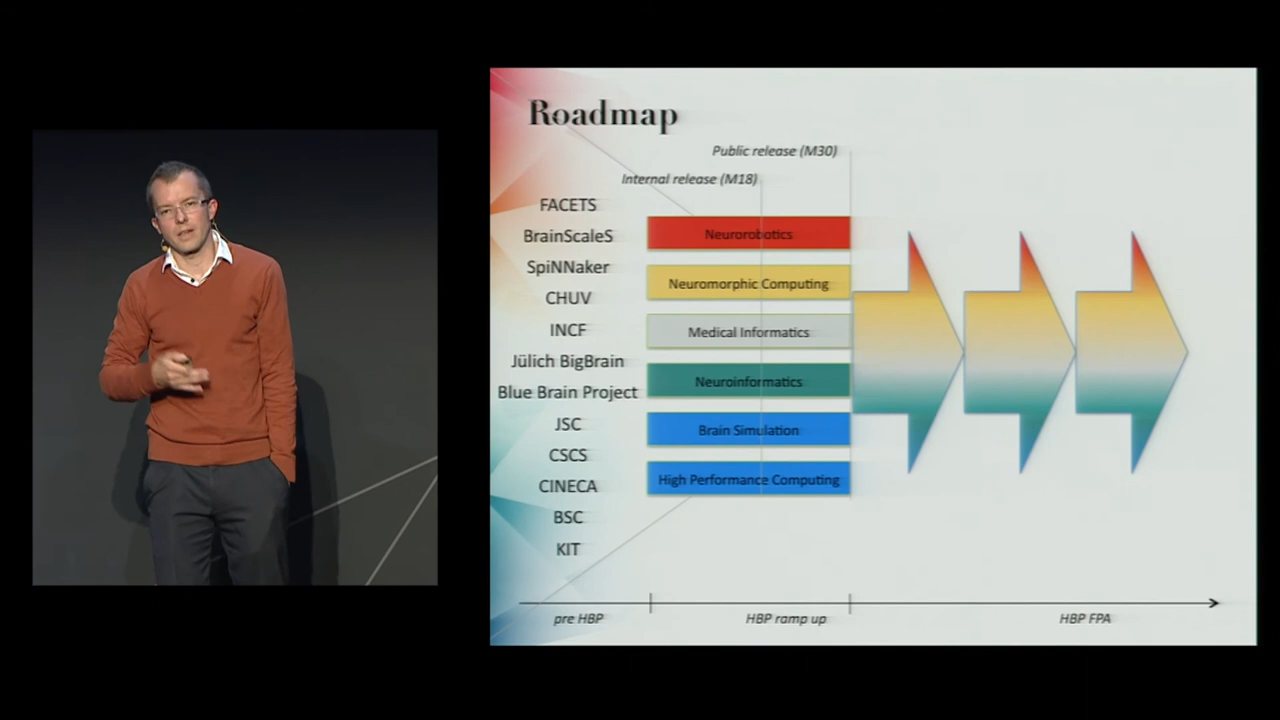 Roadmap
Public release (M30)
Internal release (M18)
FACETS
BrainScaleS
SpiNNaker
CHUV
INCF
Jülich BigBrain
Blue Brain Project
JSC
CSCS
CINECA
BSC
KIT
Neurorobotics
Neuromorphic Computing
Medical Informatics
Neuroinformatics
Brain Simulation
High Performance Computing
pre HBP
HBP ramp up
HBP FPA